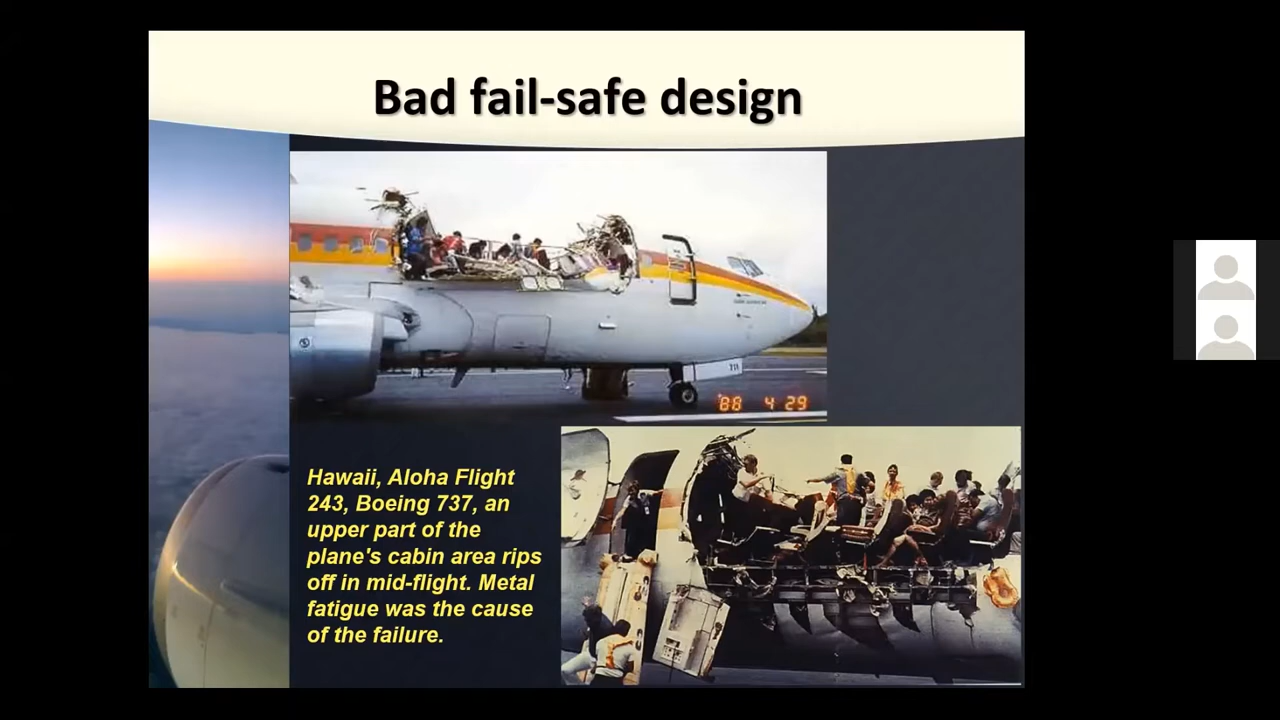 Bad fail-safe design
711
'88 4 29
Hawaii, Aloha Flight
243, Boeing 737, an
upper part of the
plane's cabin area rips
off in mid-flight. Metal
fatigue was the cause
of the failure.